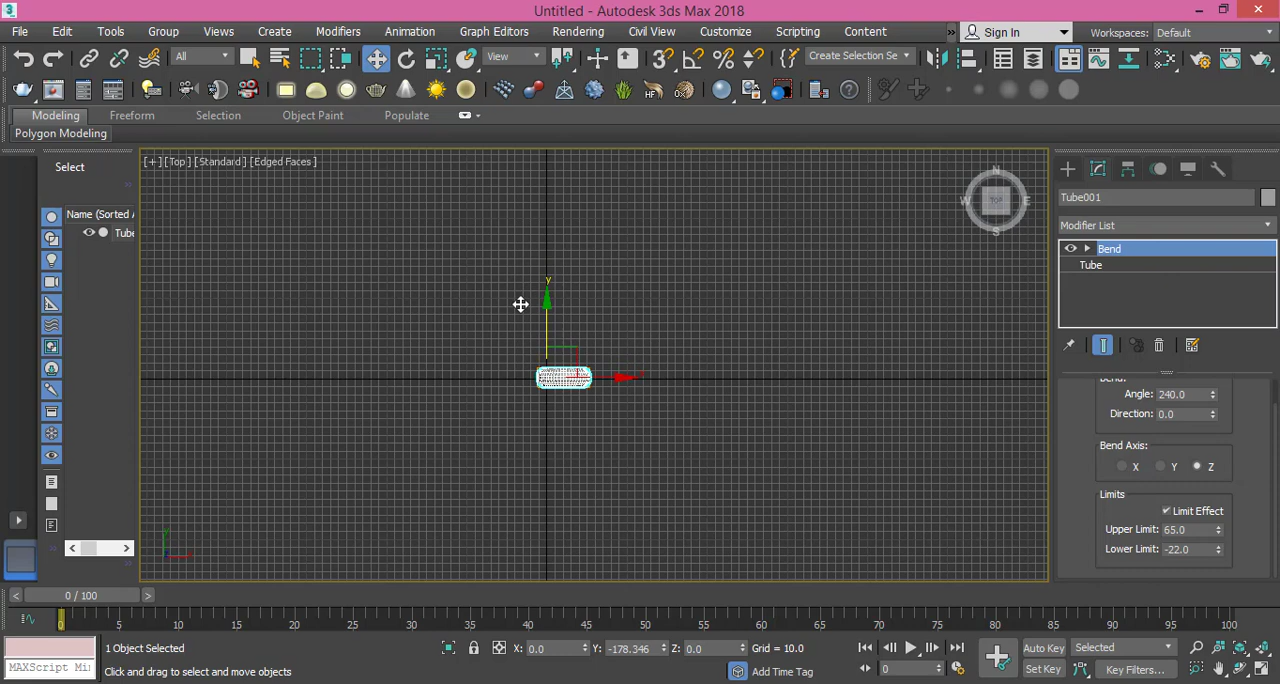 Untitled - Autodesk 3ds Max 2018
File Edit Tools Group Views Create Modifiers Animation Graph Editors Rendering Civil View Customize Scripting Content » Sign In Workspaces: Default
All View Create Selection Se
Modeling Freeform Selection Object Paint Populate
Polygon Modeling
Select
[+] [Top] [Standard] [Edged Faces]
N
W TOP E
S
Name (Sorted A
Tube
y
Tube001
Modifier List
Bend
Tube
Bend:
Angle: 240.0
Direction: 0.0
Bend Axis:
X Y Z
Limits
Limit Effect
Upper Limit: 65.0
Lower Limit: -22.0
< 0 / 100 >
0 5 10 15 20 25 30 35 40 45 50 55 60 65 70 75 80 85 90 95 100
1 Object Selected X: 0.0 Y: -178.346 Z: 0.0 Grid = 10.0 Auto Key Selected
MAXScript Mi
Click and drag to select and move objects Add Time Tag 0 Set Key Key Filters...